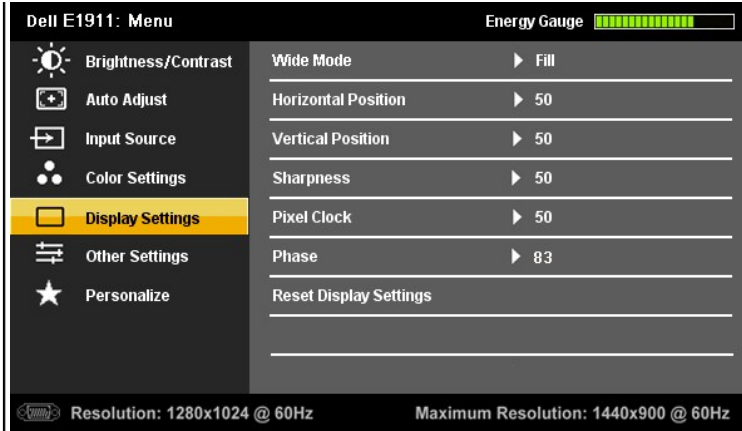 Dell E1911: Menu Energy Gauge
Brightness/Contrast Wide Mode Fill
Auto Adjust Horizontal Position 50
Input Source Vertical Position 50
Color Settings Sharpness 50
Display Settings Pixel Clock 50
Other Settings Phase 83
Personalize Reset Display Settings
Resolution: 1280x1024 @ 60Hz Maximum Resolution: 1440x900 @ 60Hz